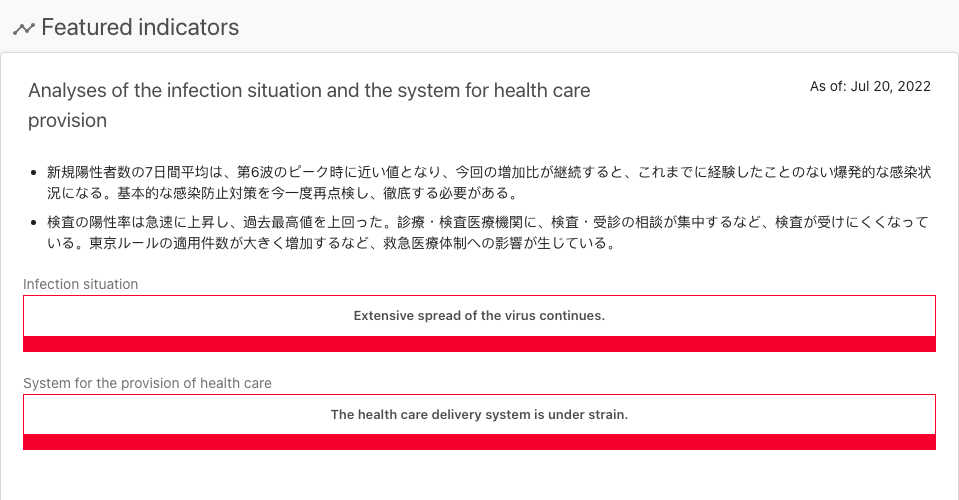 Featured indicators
Analyses of the infection situation and the system for health care
provision
As of: Jul 20, 2022
新規陽性者数の7日間平均は、第6波のピーク時に近い値となり、今回の増加比が継続すると、これまでに経験したことのない爆発的な感染状
況になる。基本的な感染防止対策を今一度再点検し、徹底する必要がある。
検査の陽性率は急速に上昇し、過去最高値を上回った。診療・検査医療機関に、検査・受診の相談が集中するなど、検査が受けにくくなって
いる。東京ルールの適用件数が大きく増加するなど、救急医療体制への影響が生じている。
Infection situation
Extensive spread of the virus continues.
System for the provision of health care
The health care delivery system is under strain.